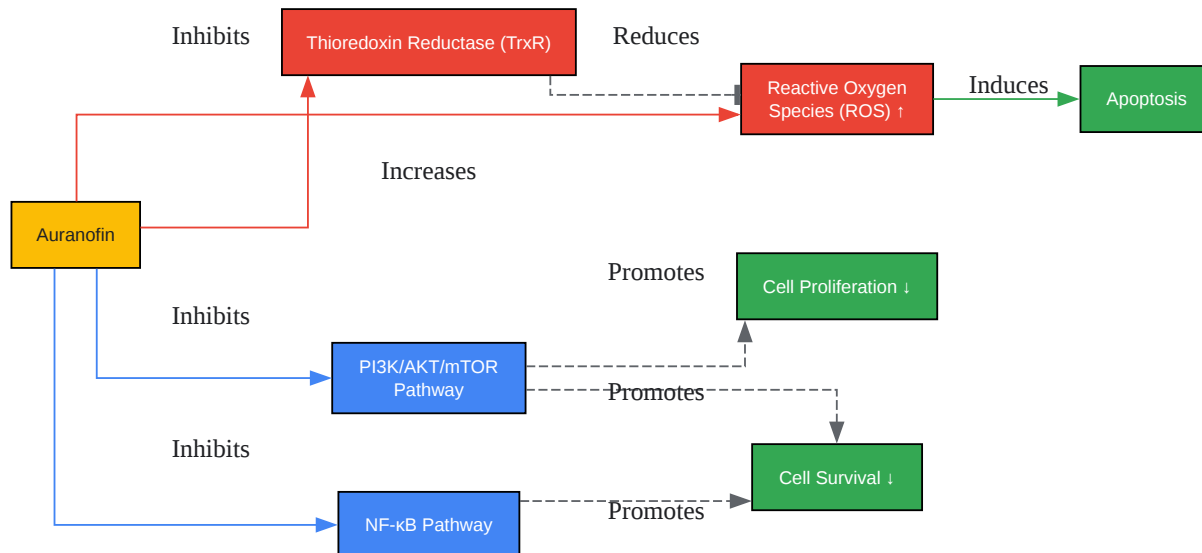 Inhibits
Thioredoxin Reductase (TrxR)
Reduces
Reactive Oxygen
Species (ROS) ↑
Induces
Apoptosis
Increases
Auranofin
Promotes
Cell Proliferation ↓
Inhibits
PI3K/AKT/mTOR
Pathway
Promotes
Inhibits
Cell Survival ↓
NF-κB Pathway
Promotes